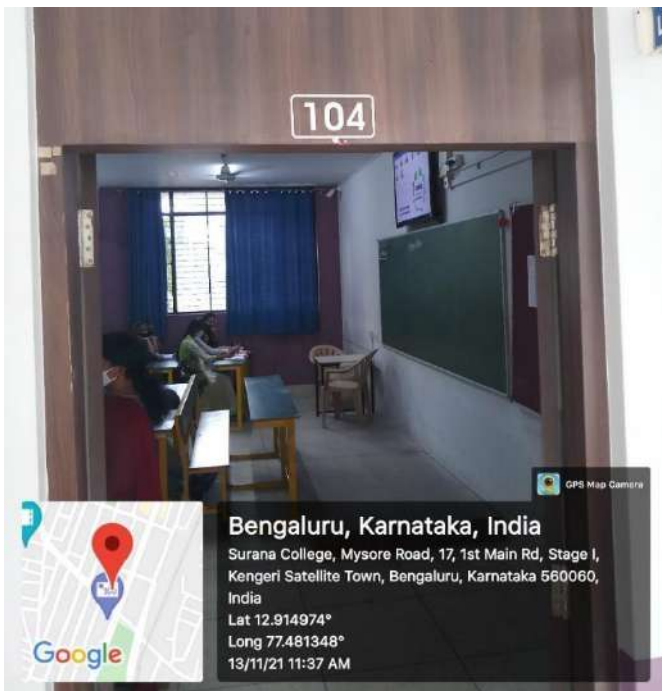 104
GPS Map Camera
Bengaluru, Karnataka, India
Surana College, Mysore Road, 17, 1st Main Rd, Stage I,
Kengeri Satellite Town, Bengaluru, Karnataka 560060,
India
Lat 12.914974°
Long 77.481348°
13/11/21 11:37 AM
Google